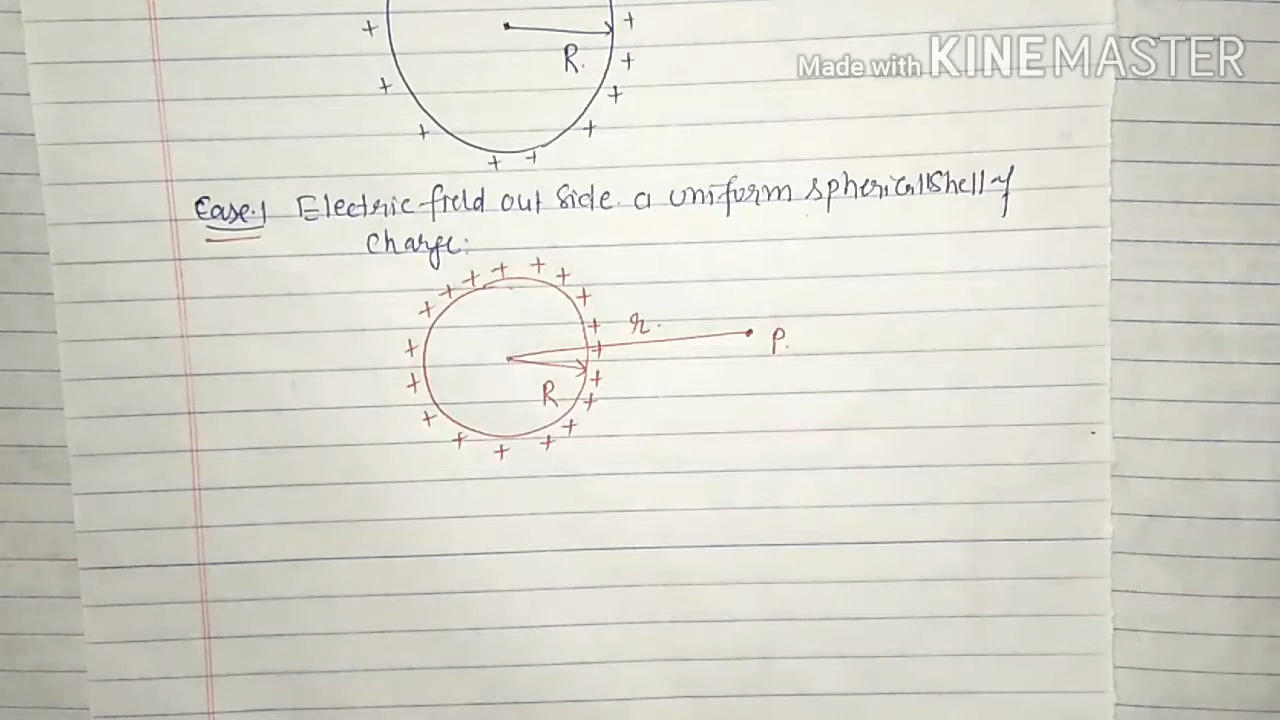 Made with KINEMASTER
+ +
R. +
+ +
+ +
+ +
Case.1 Electric field out side a uniform spherical shell of
charge:
+ + + + + + + +
r.
P.
+ + + + +
R
+ + + + + + +